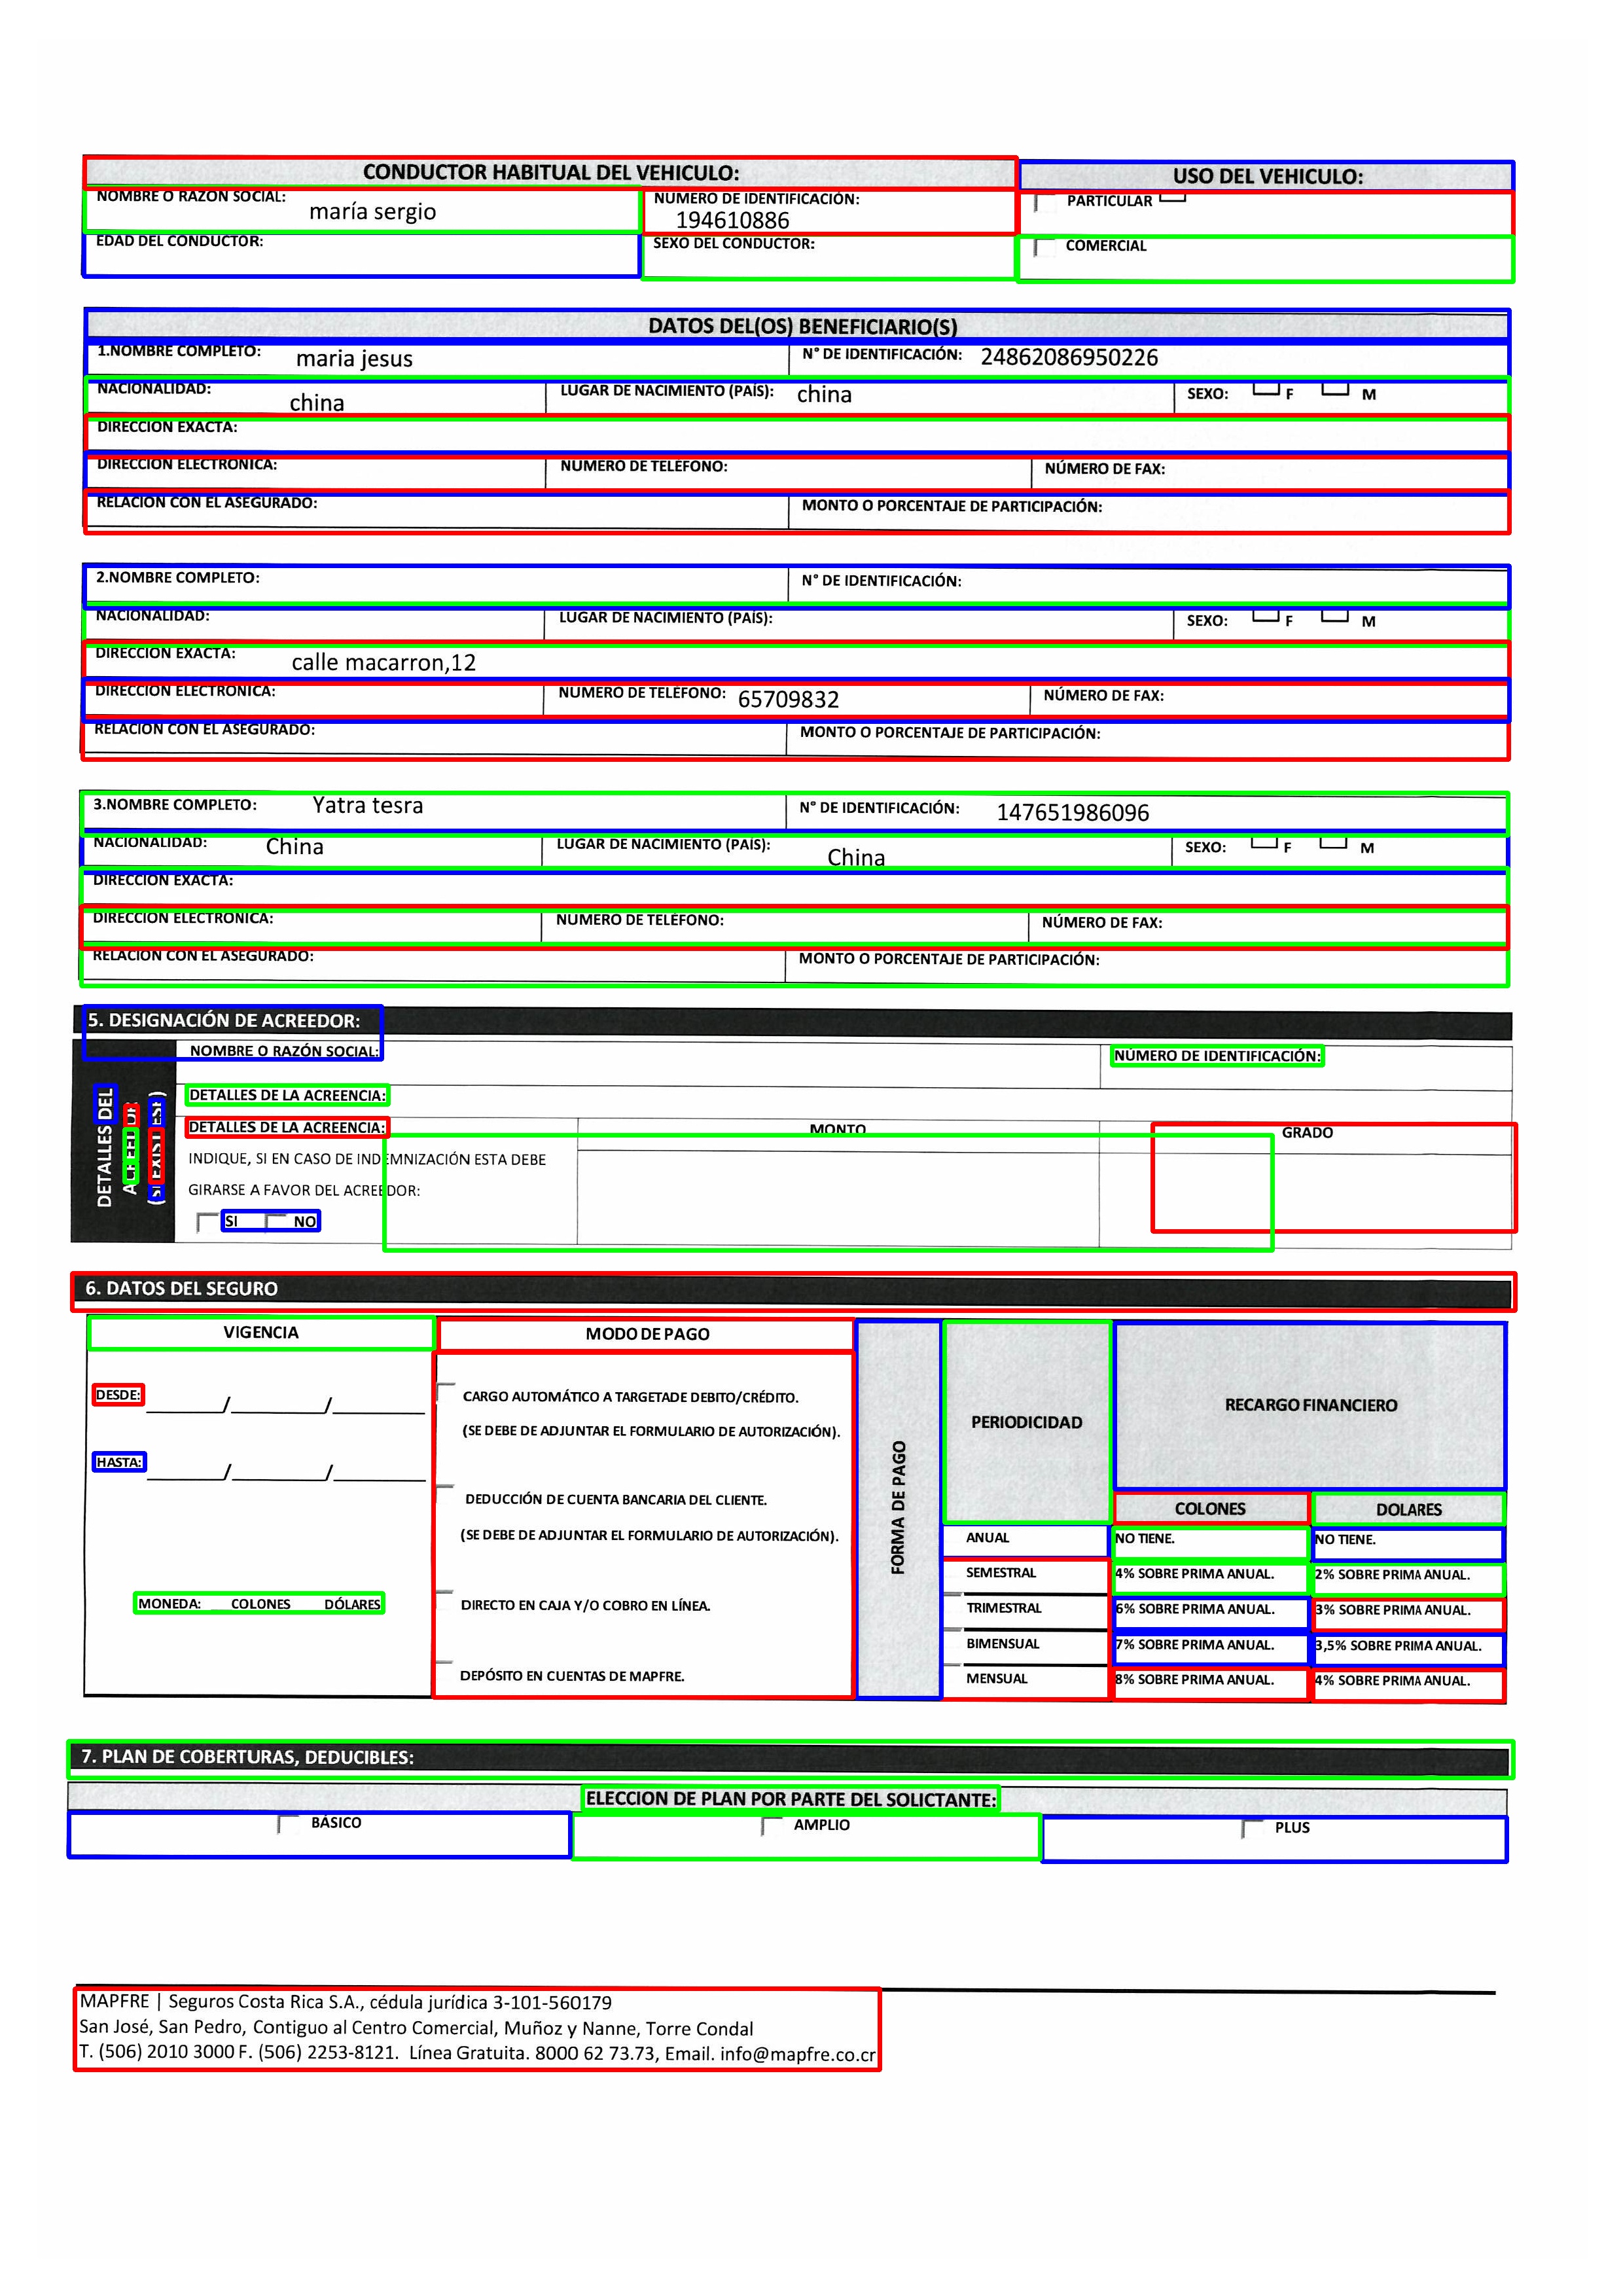 CONDUCTOR HABITUAL DEL VEHICULO: USO DEL VEHICULO:
NOMBRE O RAZON SOCIAL: maría sergio NUMERO DE IDENTIFICACIÓN: 194610886 PARTICULAR
EDAD DEL CONDUCTOR: SEXO DEL CONDUCTOR: COMERCIAL
DATOS DEL(OS) BENEFICIARIO(S)
1.NOMBRE COMPLETO: maria jesus N° DE IDENTIFICACIÓN: 24862086950226
NACIONALIDAD: china LUGAR DE NACIMIENTO (PAÍS): china SEXO: F M
DIRECCION EXACTA:
DIRECCION ELECTRONICA: NUMERO DE TELÉFONO: NÚMERO DE FAX:
RELACION CON EL ASEGURADO: MONTO O PORCENTAJE DE PARTICIPACIÓN:
2.NOMBRE COMPLETO: N° DE IDENTIFICACIÓN:
NACIONALIDAD: LUGAR DE NACIMIENTO (PAÍS): SEXO: F M
DIRECCION EXACTA: calle macarron,12
DIRECCION ELECTRONICA: NUMERO DE TELÉFONO: 65709832 NÚMERO DE FAX:
RELACION CON EL ASEGURADO: MONTO O PORCENTAJE DE PARTICIPACIÓN:
3.NOMBRE COMPLETO: Yatra tesra N° DE IDENTIFICACIÓN: 147651986096
NACIONALIDAD: China LUGAR DE NACIMIENTO (PAÍS): China SEXO: F M
DIRECCION EXACTA:
DIRECCION ELECTRONICA: NUMERO DE TELÉFONO: NÚMERO DE FAX:
RELACION CON EL ASEGURADO: MONTO O PORCENTAJE DE PARTICIPACIÓN:
5. DESIGNACIÓN DE ACREEDOR:
DETALLES DEL
ACREEDOR
NOMBRE O RAZÓN SOCIAL: NÚMERO DE IDENTIFICACIÓN:
DETALLES DE LA ACREENCIA:
DETALLES DE LA ACREENCIA: MONTO GRADO
INDIQUE, SI EN CASO DE INDEMNIZACIÓN ESTA DEBE
GIRARSE A FAVOR DEL ACREEDOR:
SI NO
6. DATOS DEL SEGURO
VIGENCIA
DESDE: ______/________/________
HASTA: ______/________/________
MONEDA: COLONES DÓLARES
MODO DE PAGO
CARGO AUTOMÁTICO A TARGETADE DEBITO/CRÉDITO.
(SE DEBE DE ADJUNTAR EL FORMULARIO DE AUTORIZACIÓN).
DEDUCCIÓN DE CUENTA BANCARIA DEL CLIENTE.
(SE DEBE DE ADJUNTAR EL FORMULARIO DE AUTORIZACIÓN).
DIRECTO EN CAJA Y/O COBRO EN LÍNEA.
DEPÓSITO EN CUENTAS DE MAPFRE.
FORMA DE PAGO
PERIODICIDAD RECARGO FINANCIERO
COLONES DOLARES
ANUAL NO TIENE. NO TIENE.
SEMESTRAL 4% SOBRE PRIMA ANUAL. 2% SOBRE PRIMA ANUAL.
TRIMESTRAL 6% SOBRE PRIMA ANUAL. 3% SOBRE PRIMA ANUAL.
BIMENSUAL 7% SOBRE PRIMA ANUAL. 3,5% SOBRE PRIMA ANUAL.
MENSUAL 8% SOBRE PRIMA ANUAL. 4% SOBRE PRIMA ANUAL.
7. PLAN DE COBERTURAS, DEDUCIBLES:
ELECCION DE PLAN POR PARTE DEL SOLICTANTE:
BÁSICO AMPLIO PLUS
MAPFRE | Seguros Costa Rica S.A., cédula jurídica 3-101-560179
San José, San Pedro, Contiguo al Centro Comercial, Muñoz y Nanne, Torre Condal
T. (506) 2010 3000 F. (506) 2253-8121. Línea Gratuita. 8000 62 73.73, Email. info@mapfre.co.cr